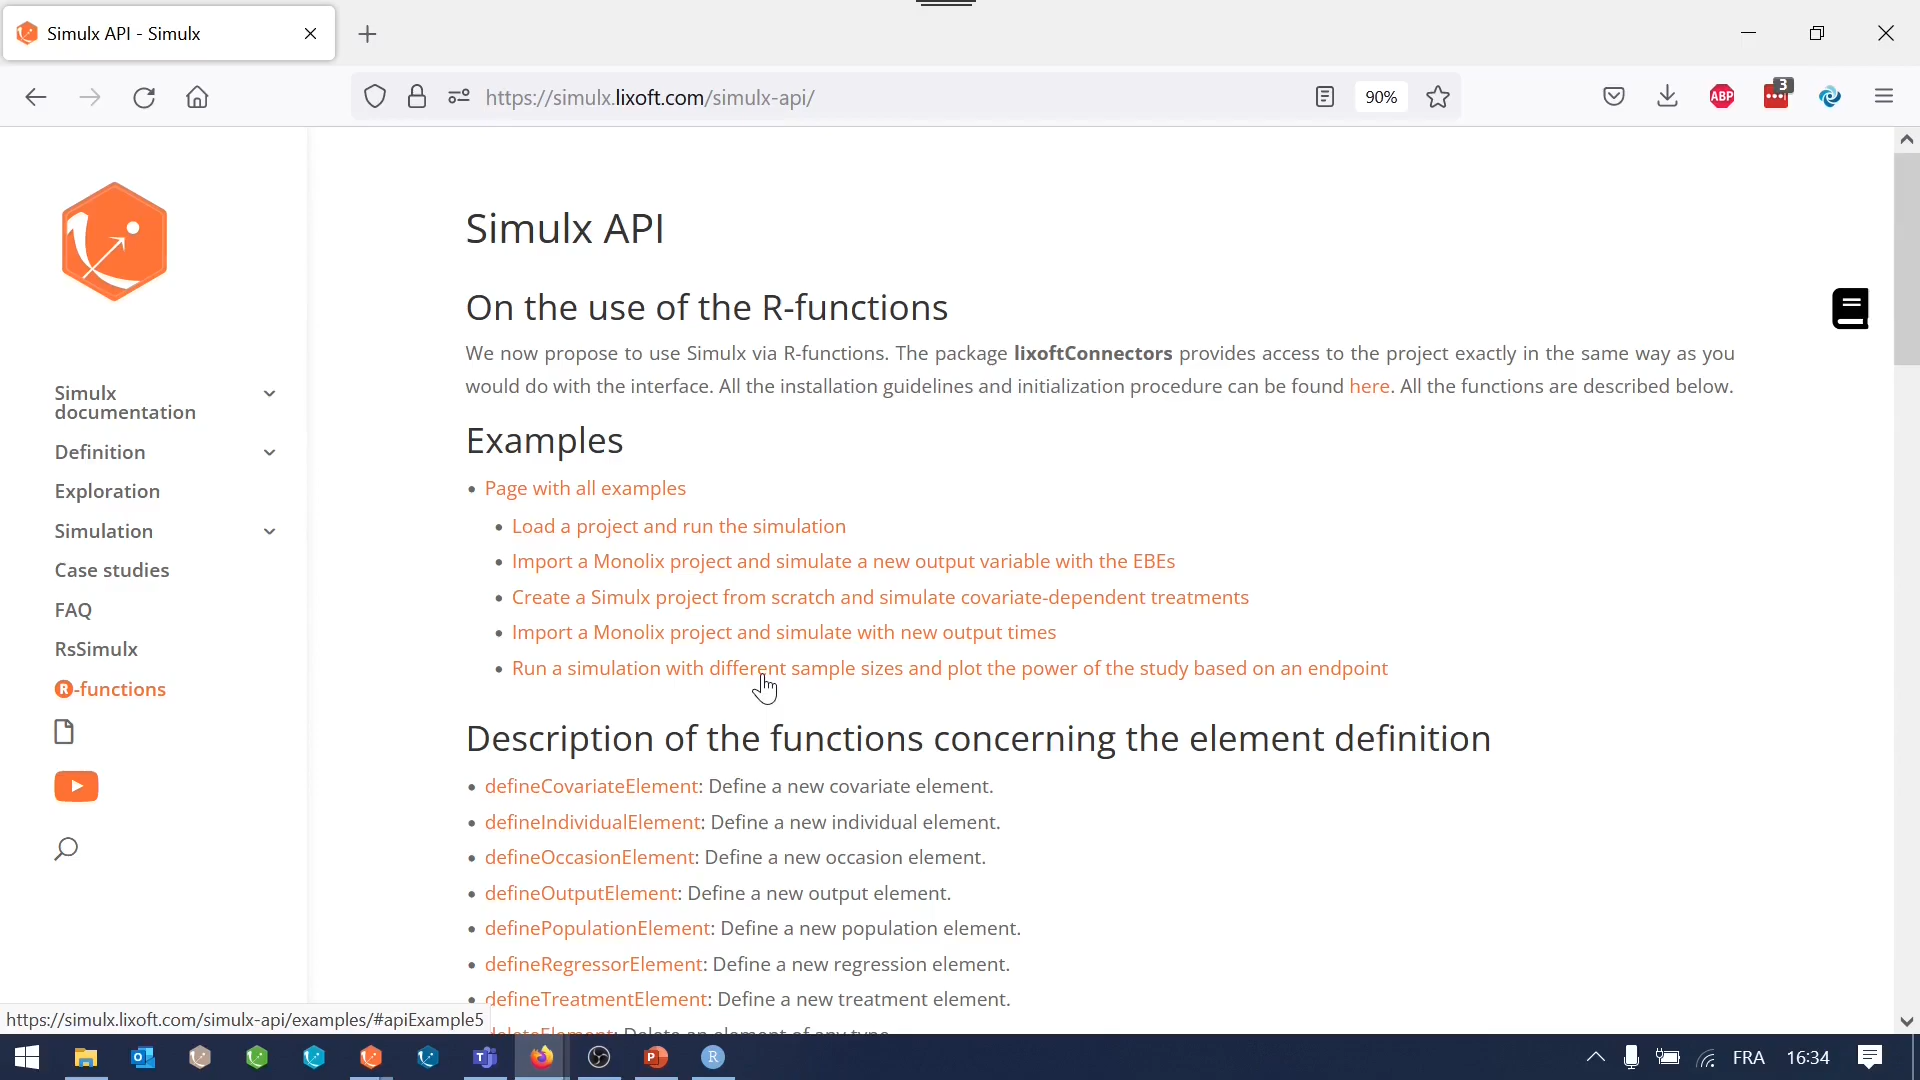 Simulx API - Simulx
https://simulx.lixoft.com/simulx-api/
90%
ABP
3
Simulx API
On the use of the R-functions
We now propose to use Simulx via R-functions. The package lixoftConnectors provides access to the project exactly in the same way as you
would do with the interface. All the installation guidelines and initialization procedure can be found here. All the functions are described below.
Examples
Page with all examples
Load a project and run the simulation
Import a Monolix project and simulate a new output variable with the EBEs
Create a Simulx project from scratch and simulate covariate-dependent treatments
Import a Monolix project and simulate with new output times
Run a simulation with different sample sizes and plot the power of the study based on an endpoint
Description of the functions concerning the element definition
defineCovariateElement: Define a new covariate element.
defineIndividualElement: Define a new individual element.
defineOccasionElement: Define a new occasion element.
defineOutputElement: Define a new output element.
definePopulationElement: Define a new population element.
defineRegressorElement: Define a new regression element.
defineTreatmentElement: Define a new treatment element.
deleteElement: Delete an element of any type.
Simulx
documentation
Definition
Exploration
Simulation
Case studies
FAQ
RsSimulx
R-functions
https://simulx.lixoft.com/simulx-api/examples/#apiExample5
FRA
16:34